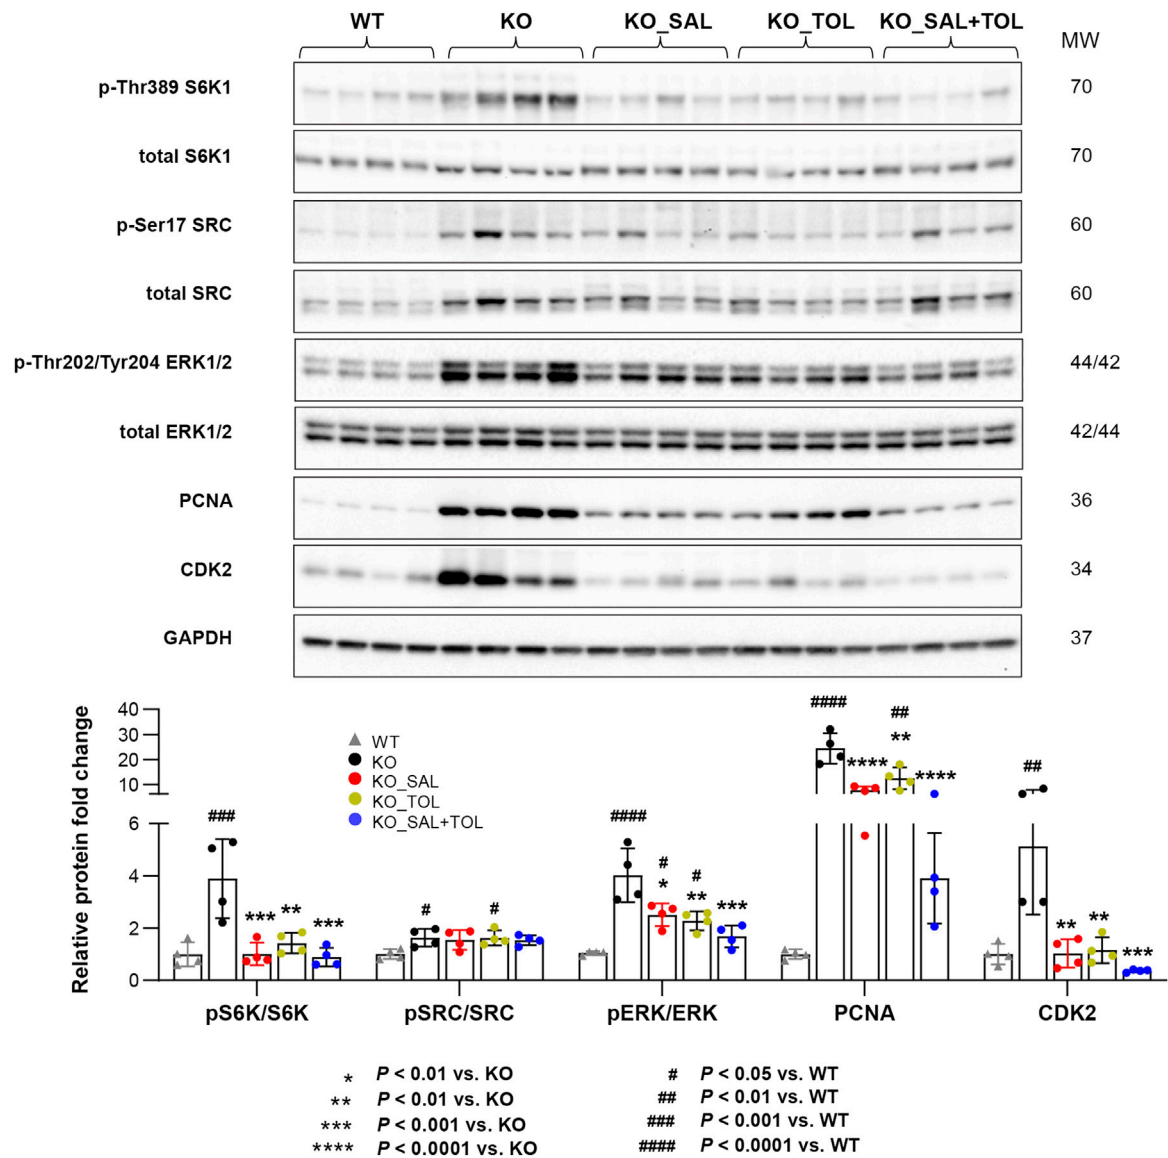 WT KO KO_SAL KO_TOL KO_SAL+TOL MW
p-Thr389 S6K1 70
total S6K1 70
p-Ser17 SRC 60
total SRC 60
p-Thr202/Tyr204 ERK1/2 44/42
total ERK1/2 42/44
PCNA 36
CDK2 34
GAPDH 37
Relative protein fold change
40
30
20
10
6
4
2
0
WT
KO
KO_SAL
KO_TOL
KO_SAL+TOL
### *** ** ***
# #
#### # * # ** ***
#### **** ## ** ****
## ** ** ***
pS6K/S6K pSRC/SRC pERK/ERK PCNA CDK2
* P < 0.01 vs. KO # P < 0.05 vs. WT
** P < 0.01 vs. KO ## P < 0.01 vs. WT
*** P < 0.001 vs. KO ### P < 0.001 vs. WT
**** P < 0.0001 vs. KO #### P < 0.0001 vs. WT